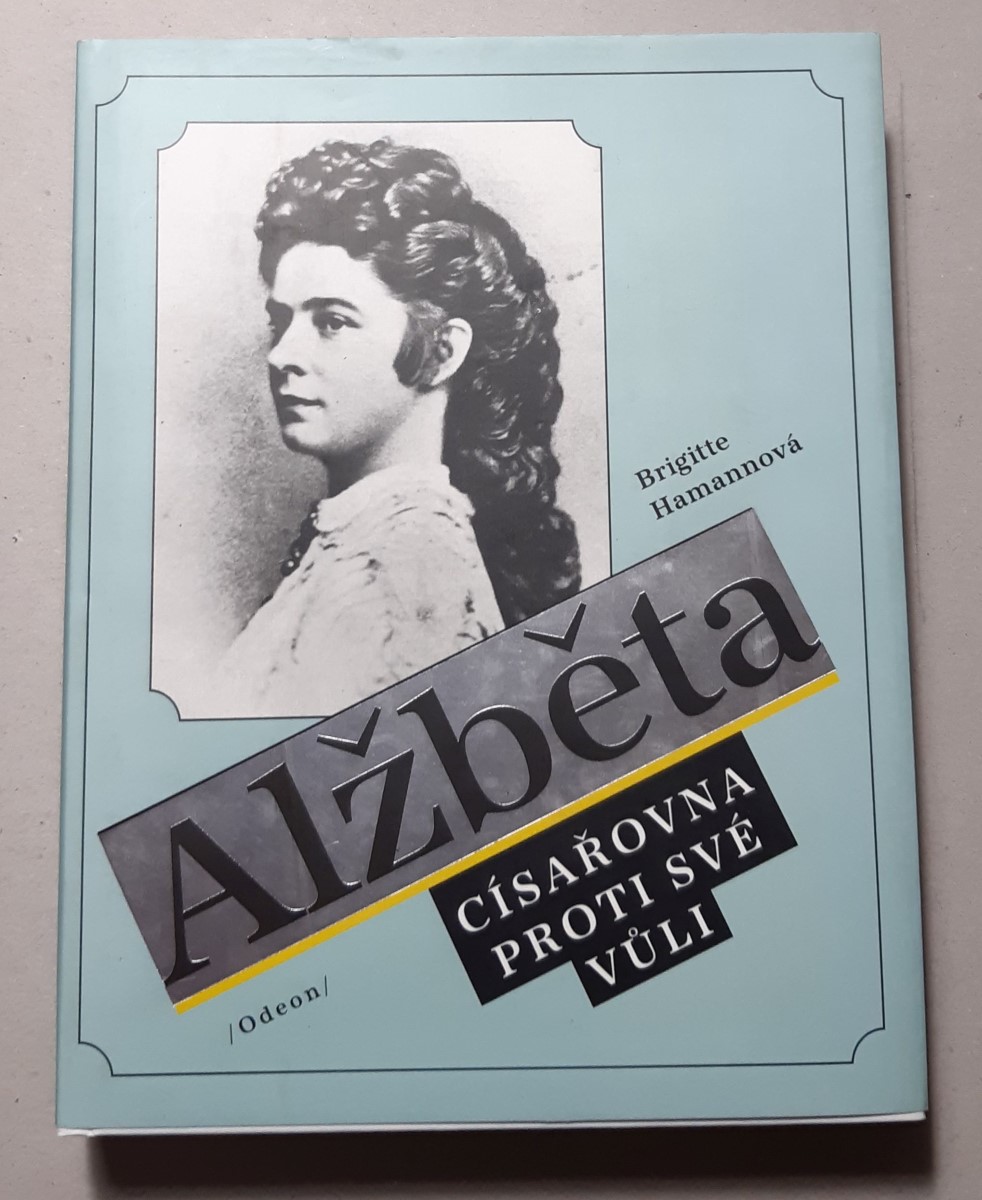 Brigitte
Hamannová
Alžběta
CÍSAŘOVNA
PROTI SVÉ
VŮLI
/Odeon/